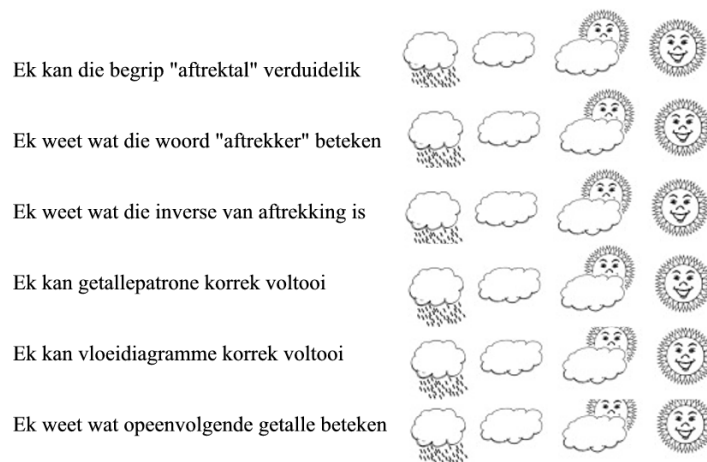 Ek kan die begrip "aftrektal" verduidelik
Ek weet wat die woord "aftrekker" beteken
Ek weet wat die inverse van aftrekking is
Ek kan getallepatrone korrek voltooi
Ek kan vloeidiagramme korrek voltooi
Ek weet wat opeenvolgende getalle beteken